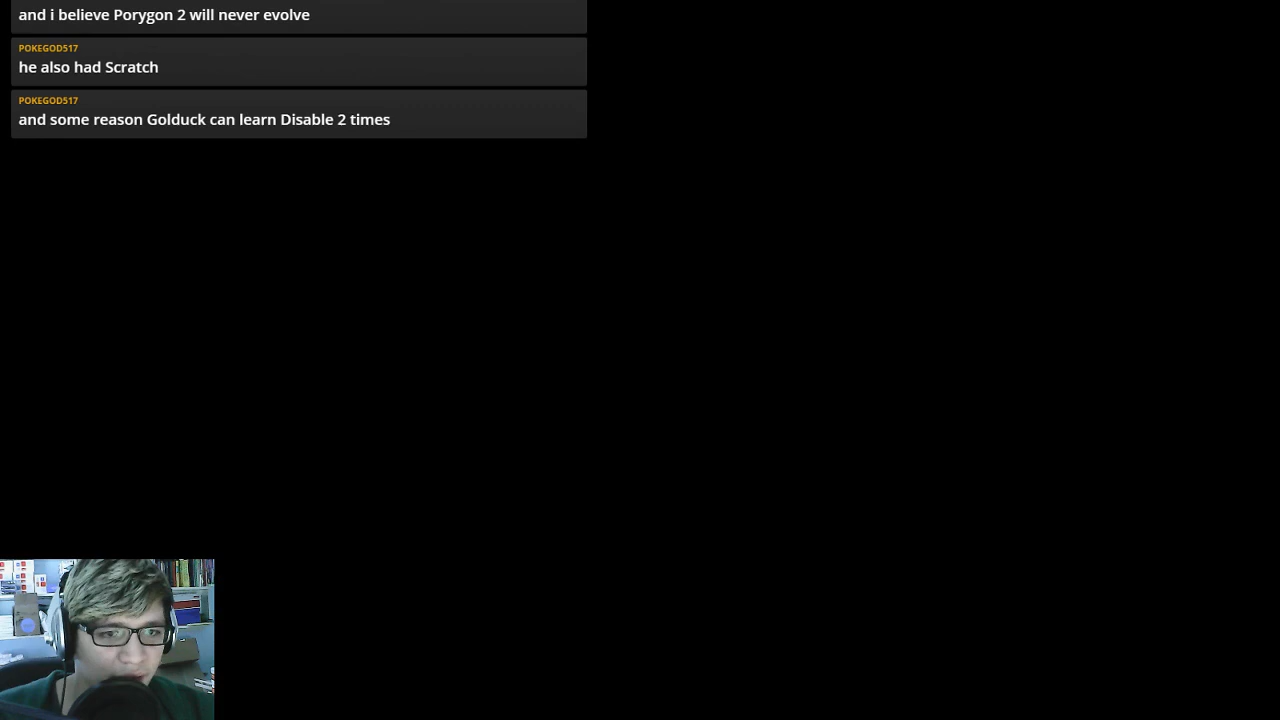 and i believe Porygon 2 will never evolve
POKEGOD517
he also had Scratch
POKEGOD517
and some reason Golduck can learn Disable 2 times